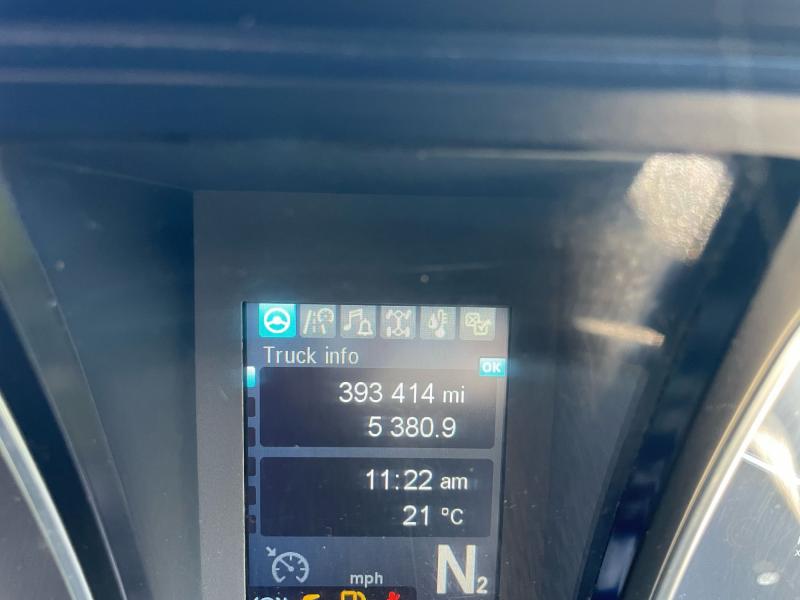 Truck info
OK
393 414 mi
5 380.9
11:22 am
21 °C
mph
N2